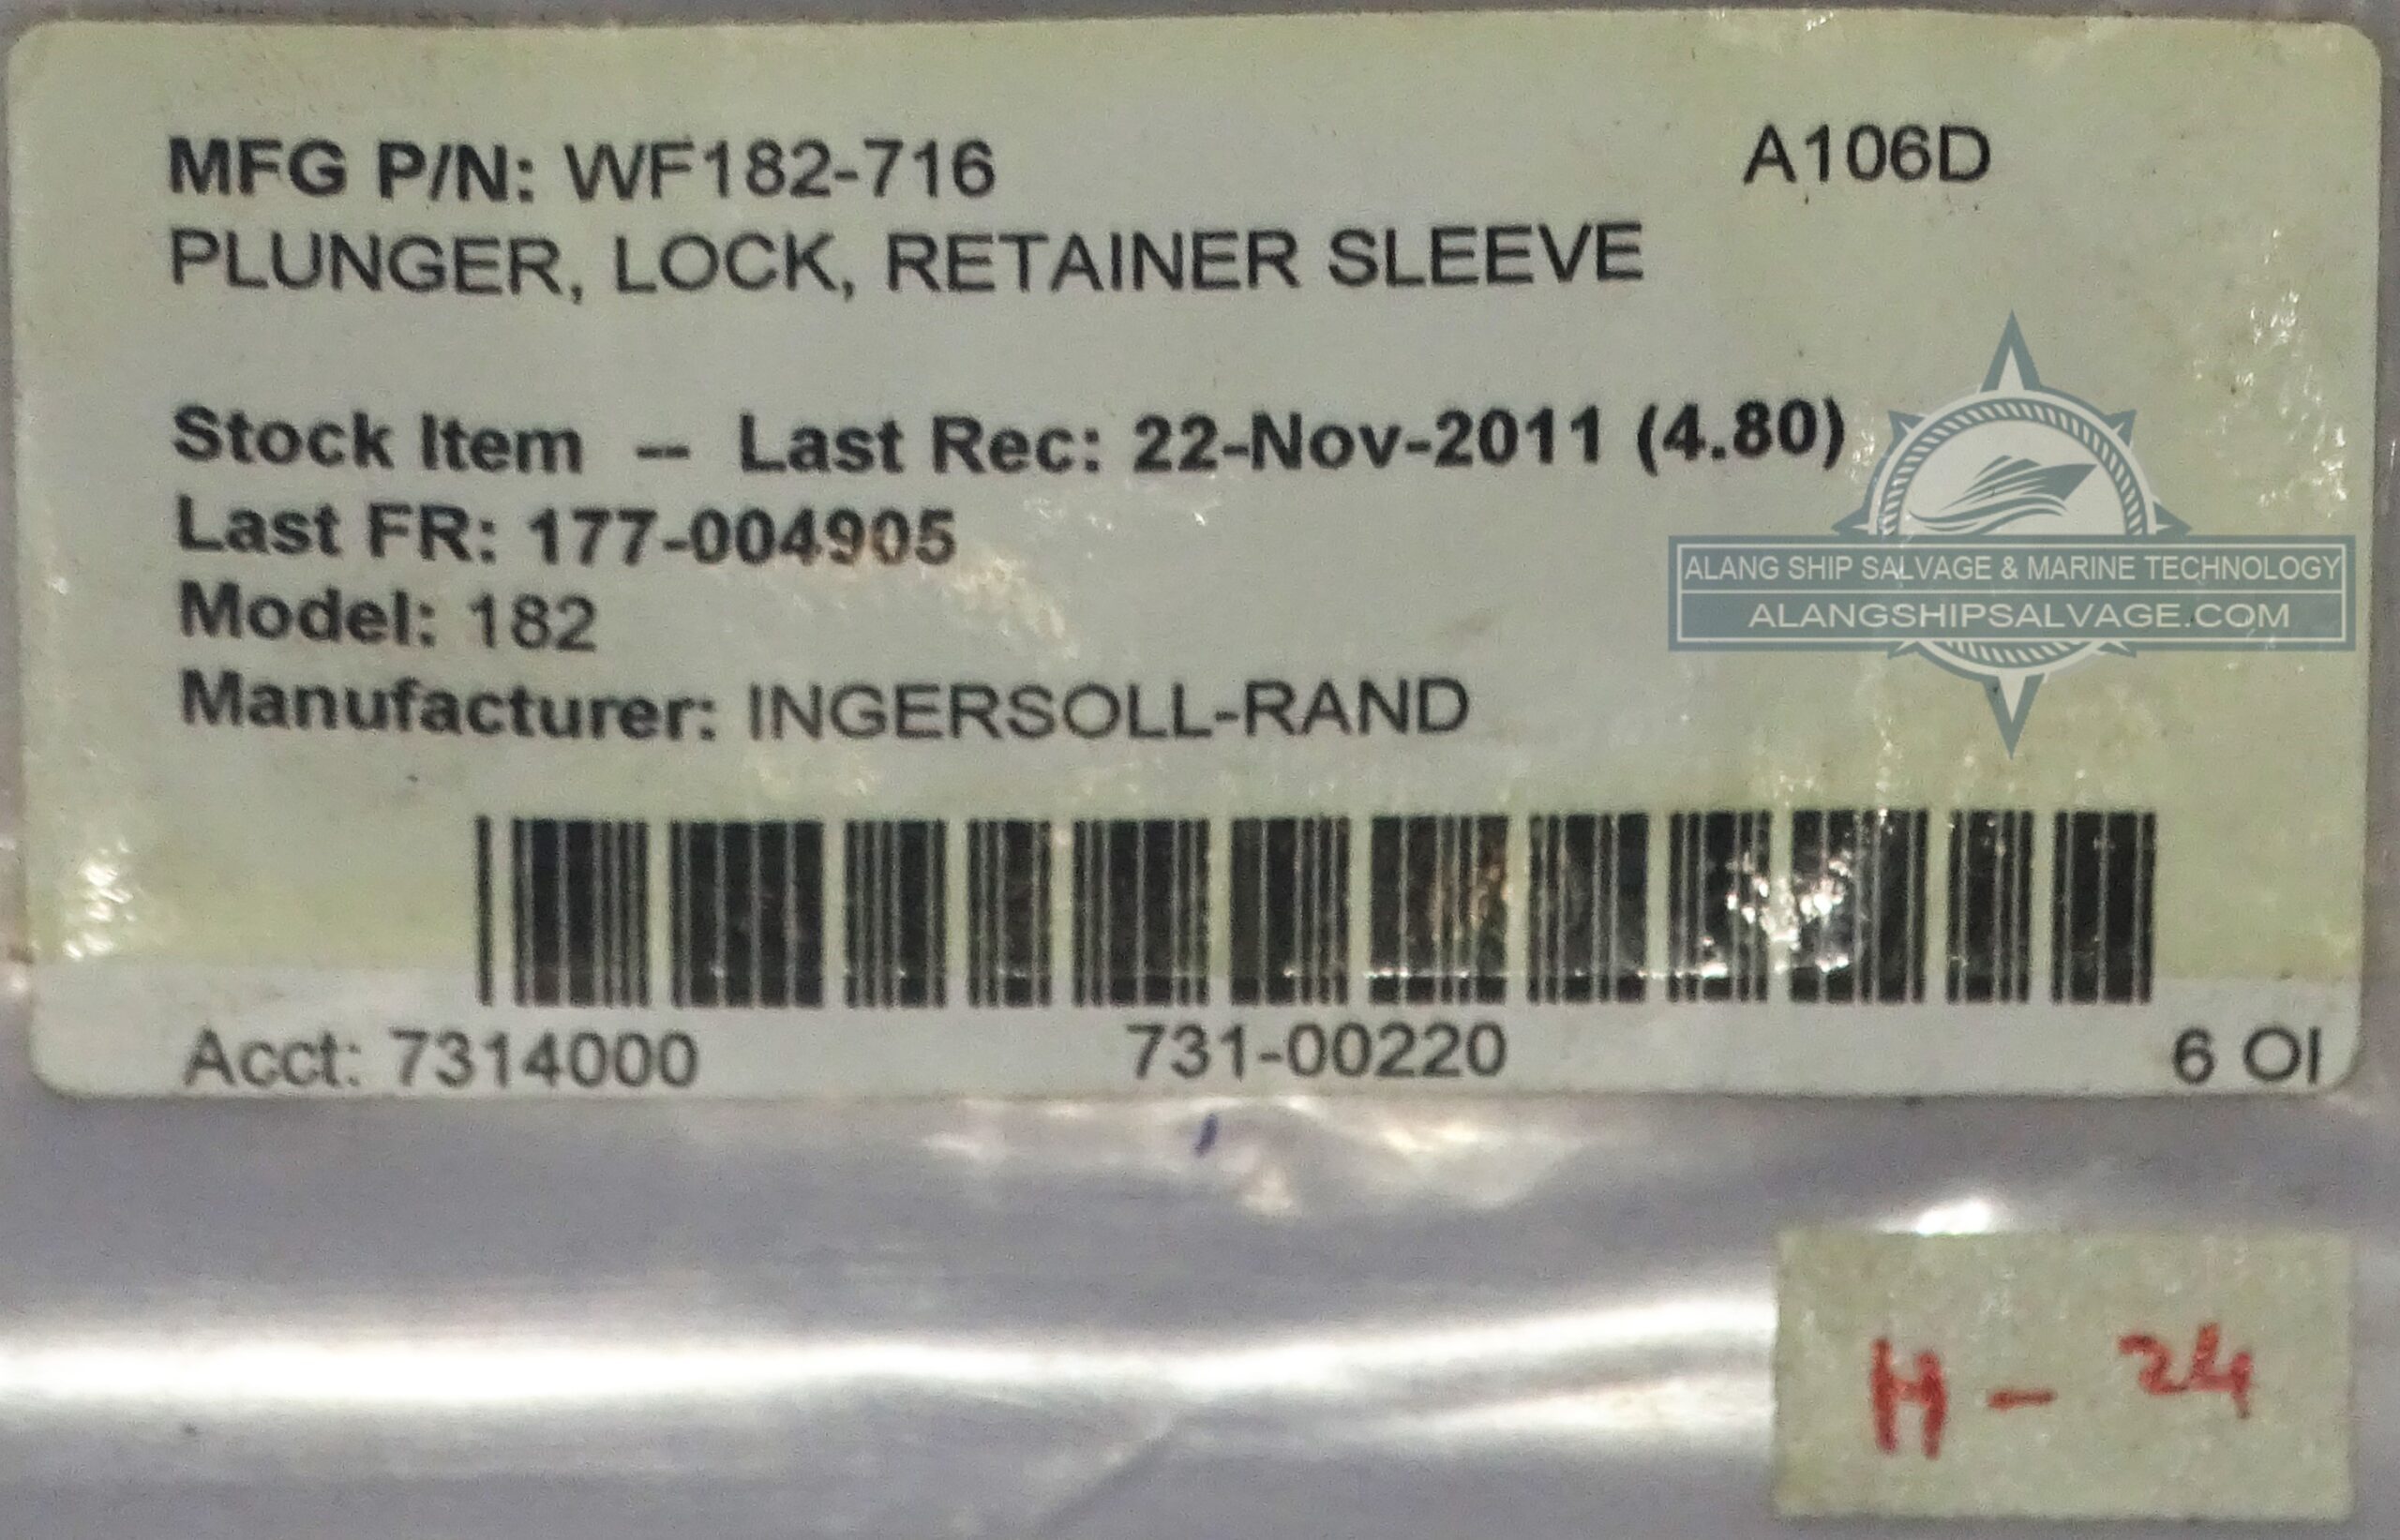 MFG P/N: WF182-716 A106D
PLUNGER, LOCK, RETAINER SLEEVE
Stock Item -- Last Rec: 22-Nov-2011 (4.80)
Last FR: 177-004905
Model: 182
Manufacturer: INGERSOLL-RAND
ALANG SHIP SALVAGE & MARINE TECHNOLOGY
ALANGSHIPSALVAGE.COM
Acct: 7314000 731-00220 6 OI
H - 24